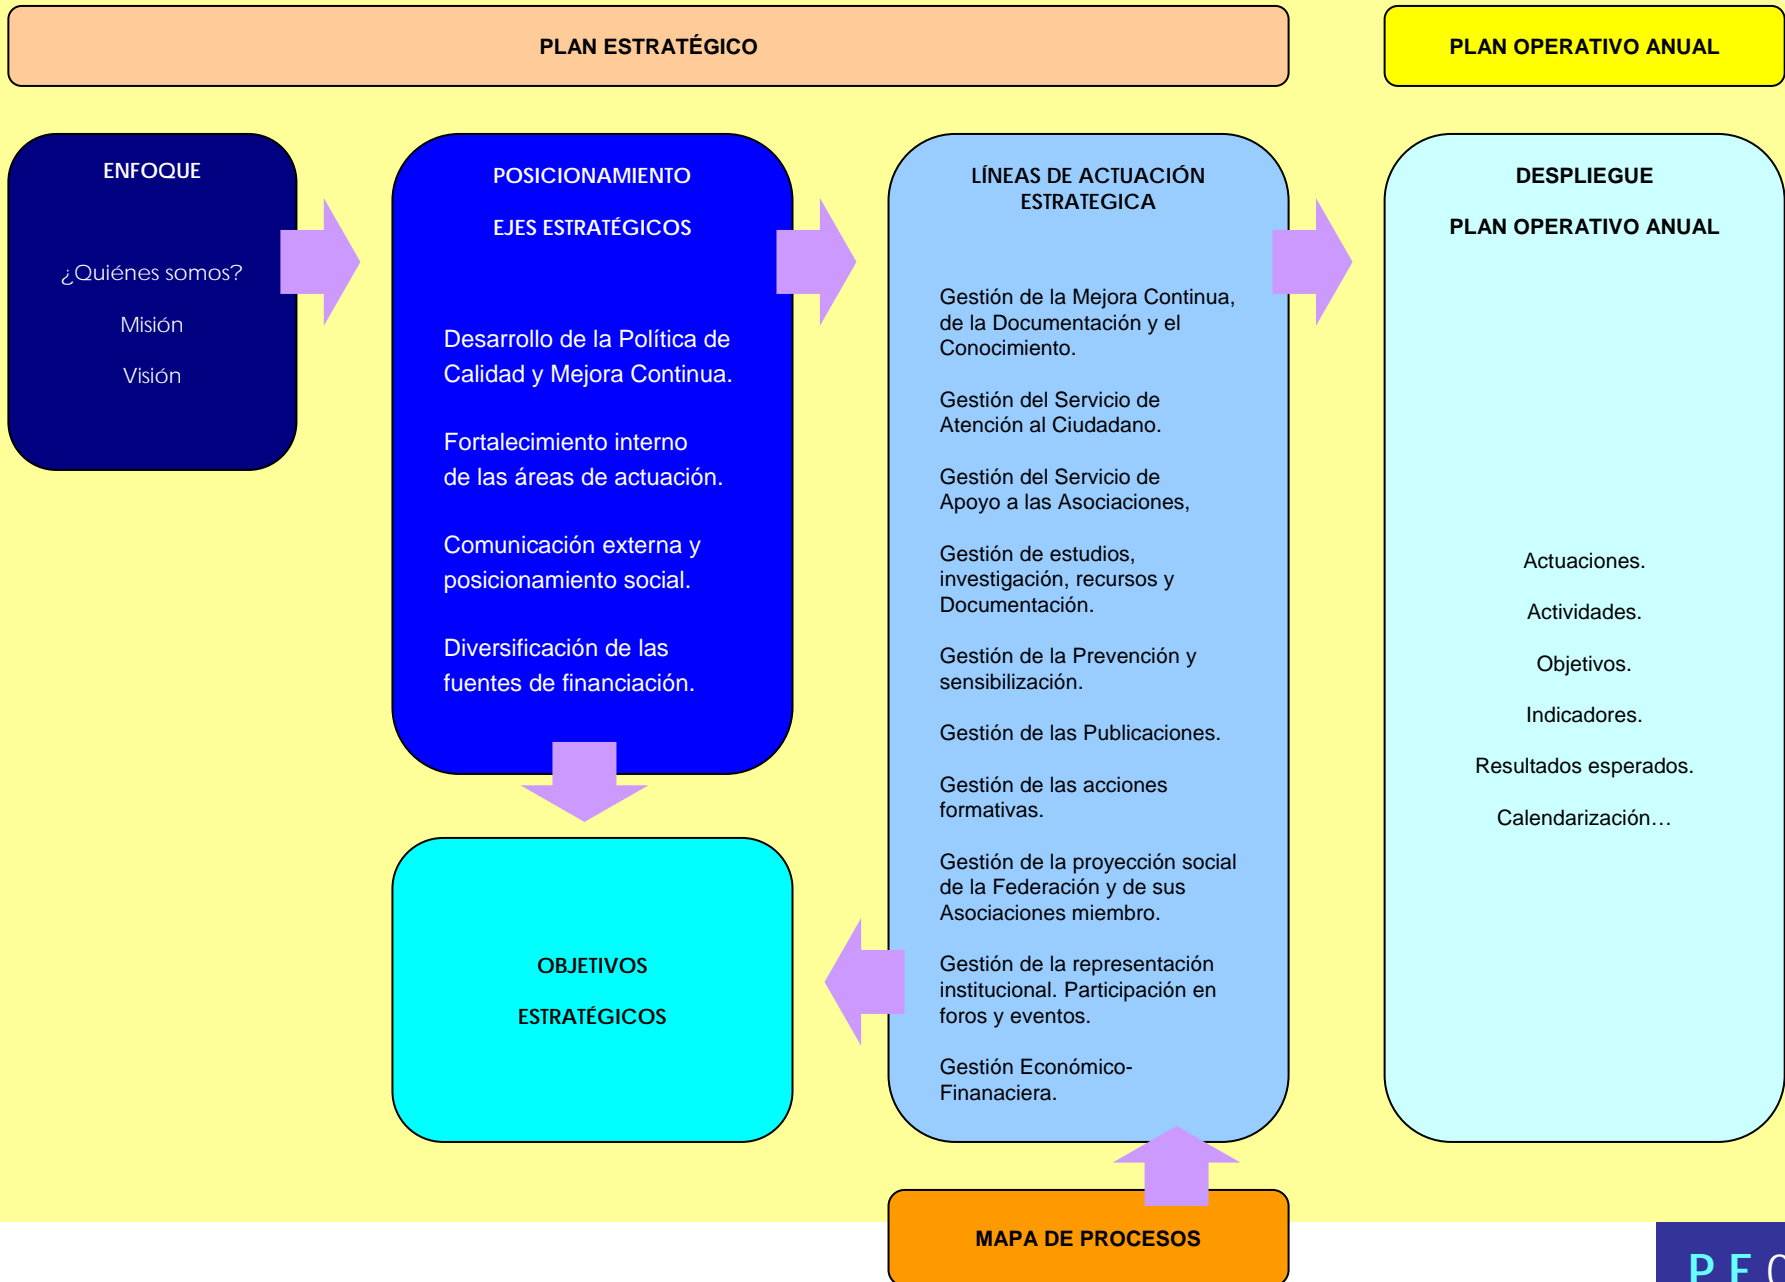 PLAN ESTRATÉGICO
PLAN OPERATIVO ANUAL
ENFOQUE
¿Quiénes somos?
Misión
Visión
POSICIONAMIENTO
EJES ESTRATÉGICOS
Desarrollo de la Política de
Calidad y Mejora Continua.
Fortalecimiento interno
de las áreas de actuación.
Comunicación externa y
posicionamiento social.
Diversificación de las
fuentes de financiación.
OBJETIVOS
ESTRATÉGICOS
LÍNEAS DE ACTUACIÓN
ESTRATEGICA
Gestión de la Mejora Continua,
de la Documentación y el
Conocimiento.
Gestión del Servicio de
Atención al Ciudadano.
Gestión del Servicio de
Apoyo a las Asociaciones,
Gestión de estudios,
investigación, recursos y
Documentación.
Gestión de la Prevención y
sensibilización.
Gestión de las Publicaciones.
Gestión de las acciones
formativas.
Gestión de la proyección social
de la Federación y de sus
Asociaciones miembro.
Gestión de la representación
institucional. Participación en
foros y eventos.
Gestión Económico-
Finanaciera.
MAPA DE PROCESOS
DESPLIEGUE
PLAN OPERATIVO ANUAL
Actuaciones.
Actividades.
Objetivos.
Indicadores.
Resultados esperados.
Calendarización…